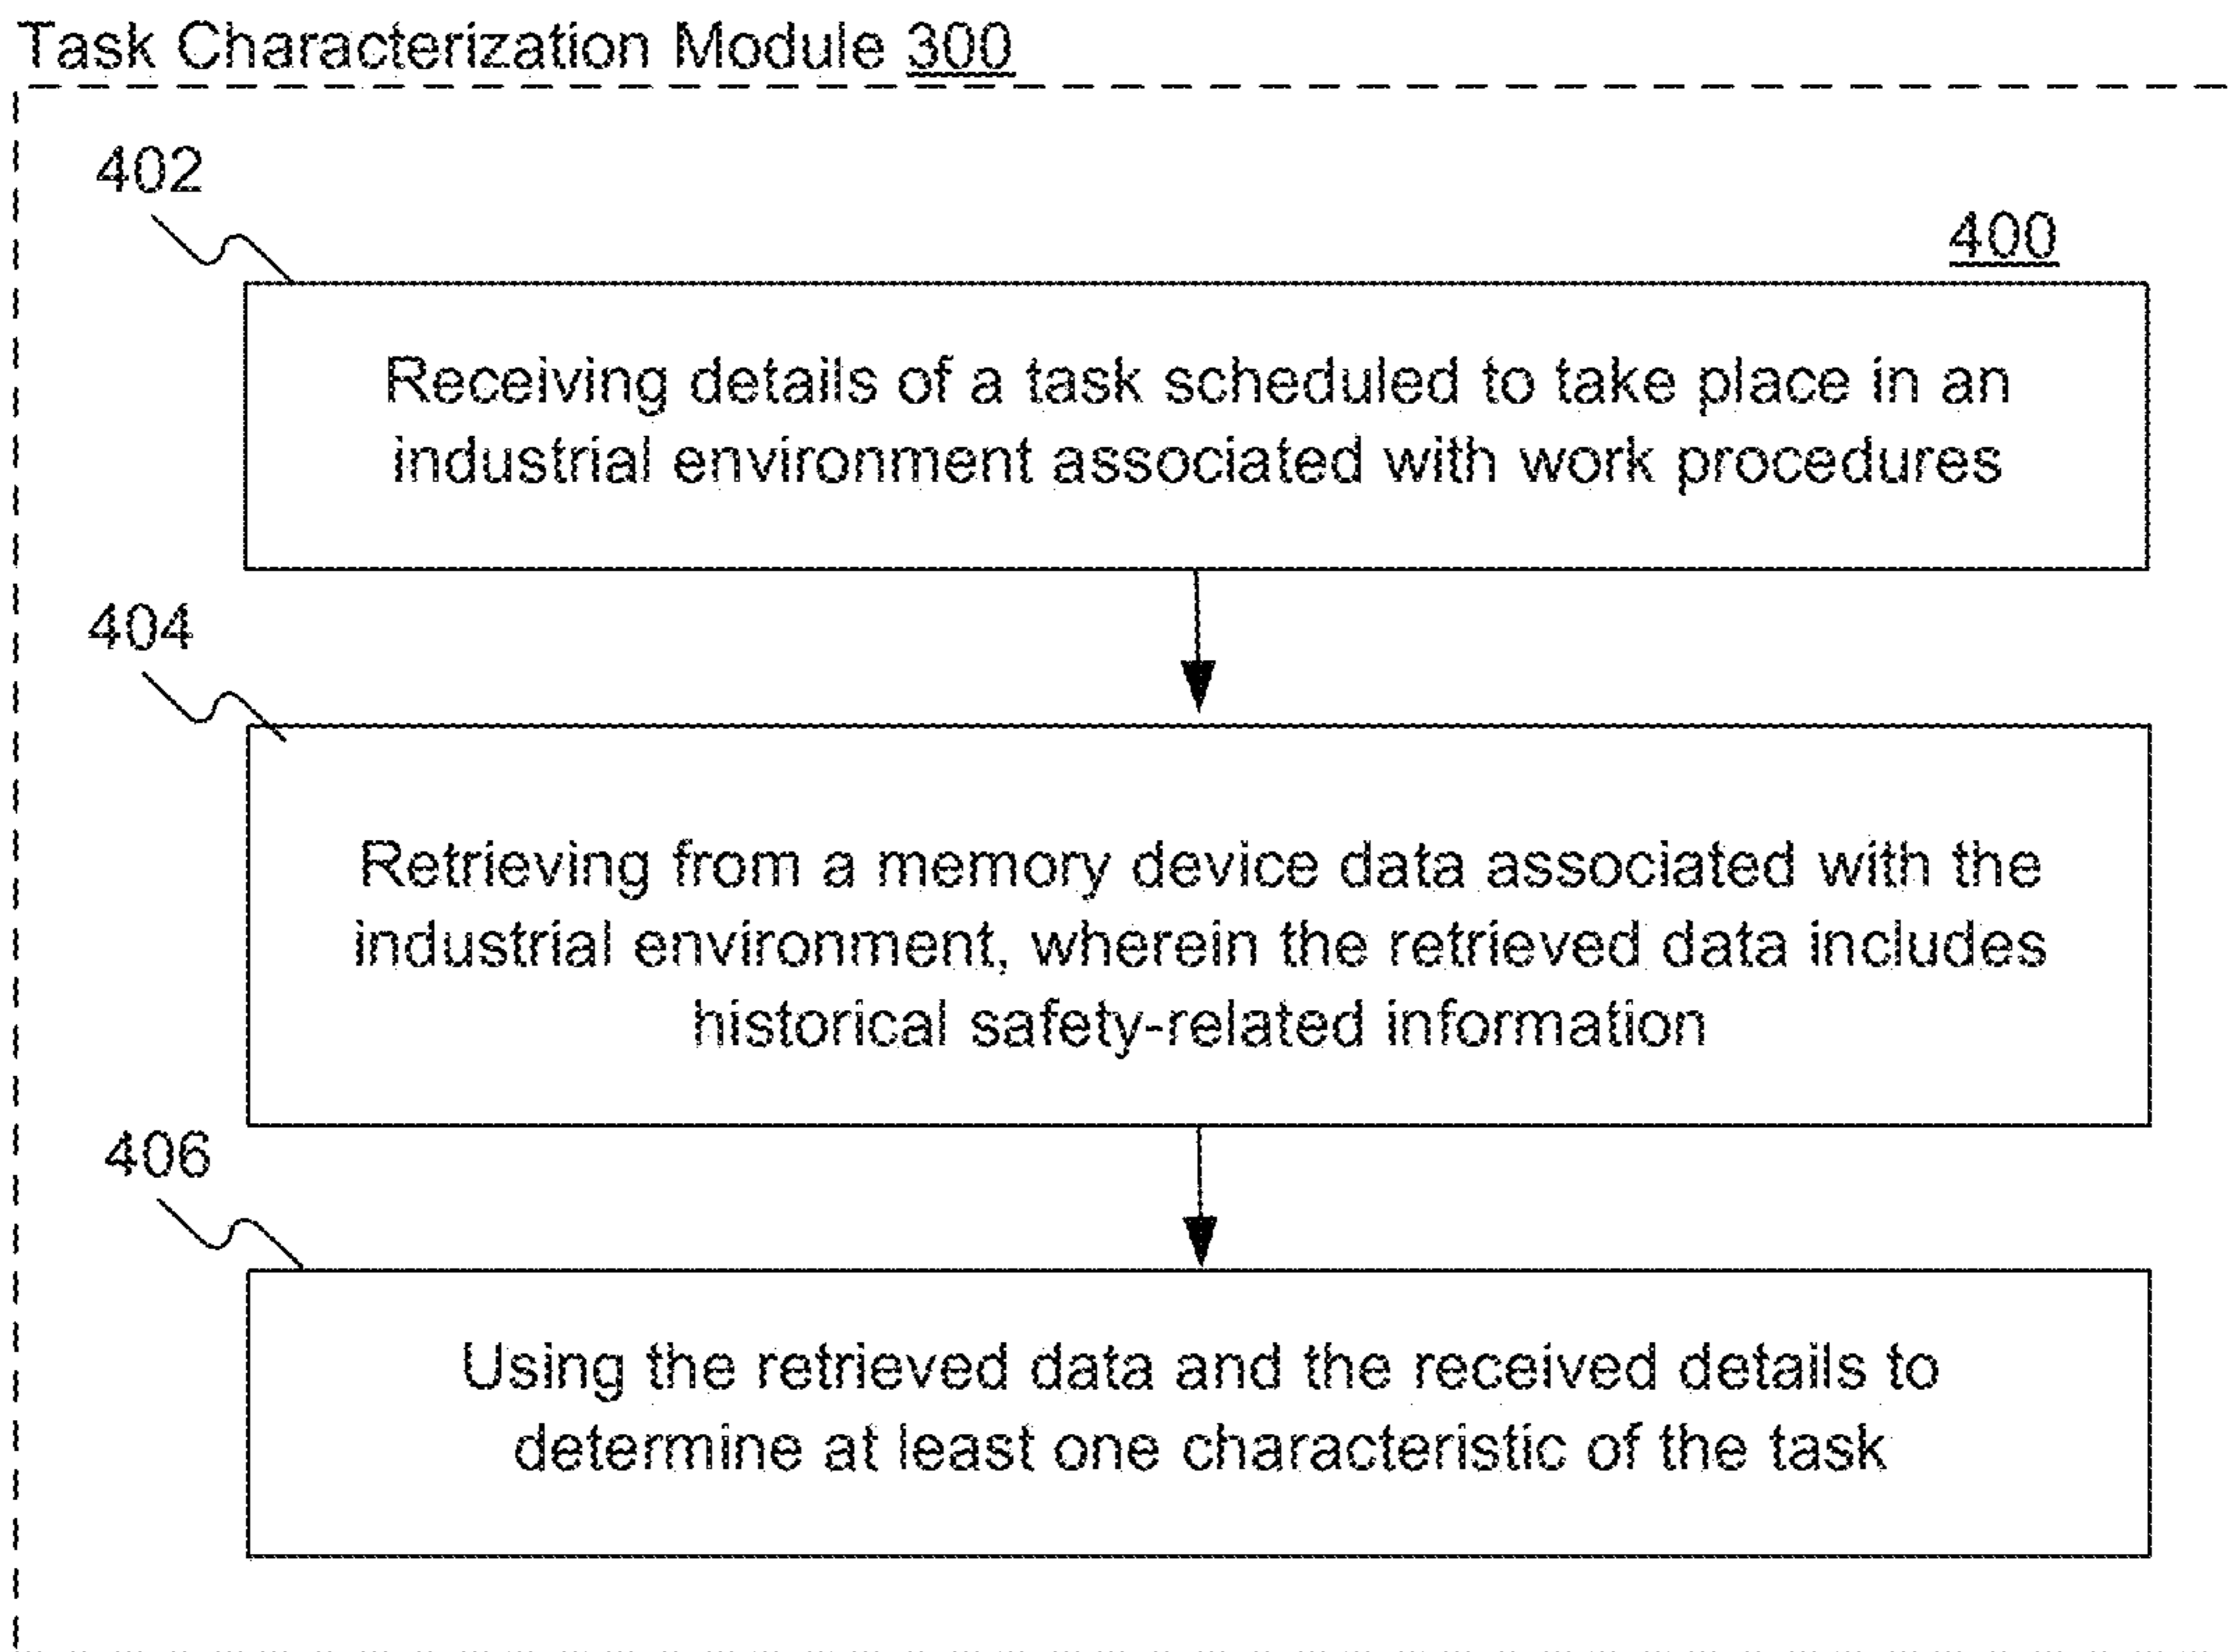 Task Characterization Module 300
402
400
Receiving details of a task scheduled to take place in an
industrial environment associated with work procedures
404
Retrieving from a memory device data associated with the
industrial environment, wherein the retrieved data includes
historical safety-related information
406
Using the retrieved data and the received details to
determine at least one characteristic of the task